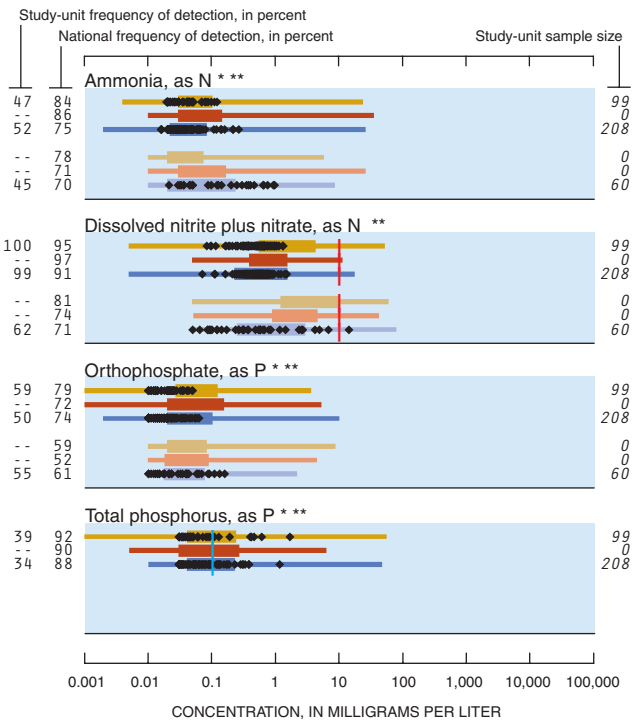 Study-unit frequency of detection, in percent
National frequency of detection, in percent
Study-unit sample size
Ammonia, as N * **
47 84 99
-- 86 0
52 75 208
-- 78 0
-- 71 0
45 70 60
Dissolved nitrite plus nitrate, as N **
100 95 99
-- 97 0
99 91 208
-- 81 0
-- 74 0
62 71 60
Orthophosphate, as P * **
59 79 99
-- 72 0
50 74 208
-- 59 0
-- 52 0
55 61 60
Total phosphorus, as P * **
39 92 99
-- 90 0
34 88 208
0.001 0.01 0.1 1 10 100 1,000 10,000 100,000
CONCENTRATION, IN MILLIGRAMS PER LITER